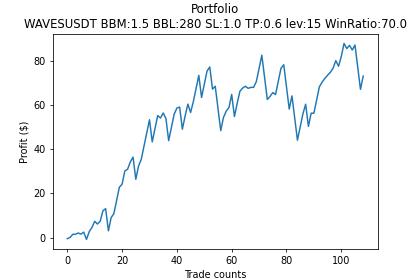 Portfolio
WAVESUSDT BBM:1.5 BBL:280 SL:1.0 TP:0.6 lev:15 WinRatio:70.0
80
60
40
20
0
Profit ($)
0 20 40 60 80 100
Trade counts